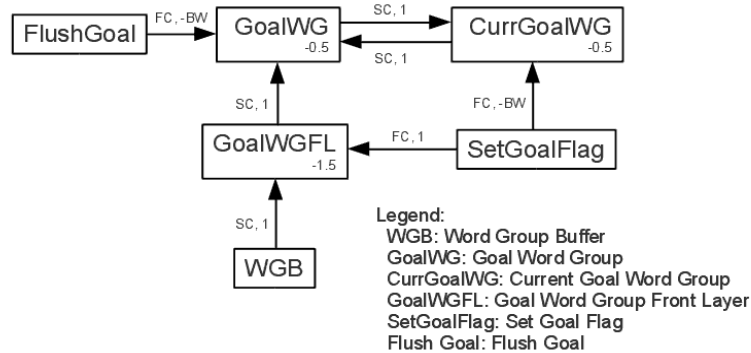 SC, 1
FlushGoal
FC, -BW
GoalWG
-0.5
CurrGoalWG
-0.5
SC, 1
SC, 1
FC, -BW
GoalWGFL
-1.5
FC, 1
SetGoalFlag
SC, 1
WGB
Legend:
WGB: Word Group Buffer
GoalWG: Goal Word Group
CurrGoalWG: Current Goal Word Group
GoalWGFL: Goal Word Group Front Layer
SetGoalFlag: Set Goal Flag
Flush Goal: Flush Goal